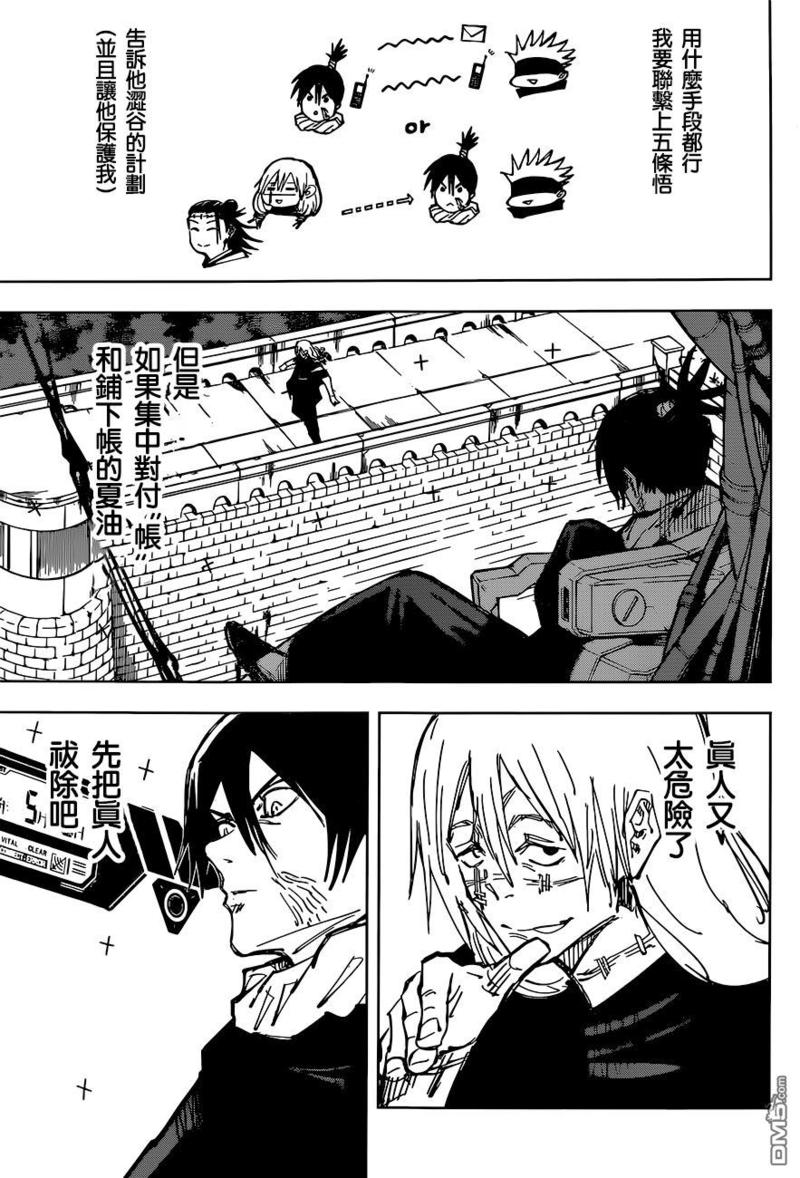 用什麼手段都行
我要聯繫上五條悟
告訴他澀谷的計劃
(並且讓他保護我)
or
但是
如果集中對付“帳”
和鋪下帳的夏油
眞人又
太危險了
先把眞人
祓除吧
5
VITAL CLEAR
ERROR
DM5.com